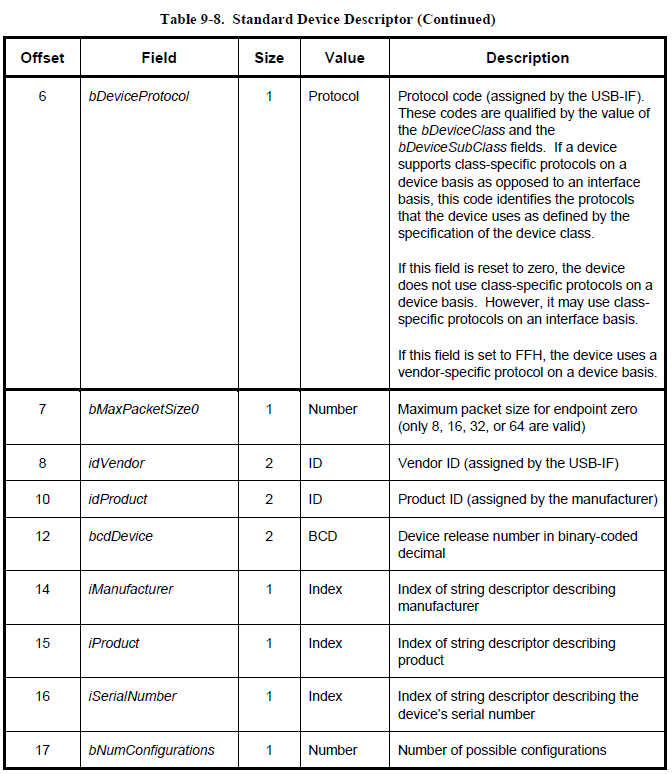 Table 9-8. Standard Device Descriptor (Continued)
Offset Field Size Value Description
6 bDeviceProtocol 1 Protocol Protocol code (assigned by the USB-IF).
These codes are qualified by the value of
the bDeviceClass and the
bDeviceSubClass fields. If a device
supports class-specific protocols on a
device basis as opposed to an interface
basis, this code identifies the protocols
that the device uses as defined by the
specification of the device class.
If this field is reset to zero, the device
does not use class-specific protocols on a
device basis. However, it may use class-
specific protocols on an interface basis.
If this field is set to FFH, the device uses a
vendor-specific protocol on a device basis.
7 bMaxPacketSize0 1 Number Maximum packet size for endpoint zero
(only 8, 16, 32, or 64 are valid)
8 idVendor 2 ID Vendor ID (assigned by the USB-IF)
10 idProduct 2 ID Product ID (assigned by the manufacturer)
12 bcdDevice 2 BCD Device release number in binary-coded
decimal
14 iManufacturer 1 Index Index of string descriptor describing
manufacturer
15 iProduct 1 Index Index of string descriptor describing
product
16 iSerialNumber 1 Index Index of string descriptor describing the
device's serial number
17 bNumConfigurations 1 Number Number of possible configurations